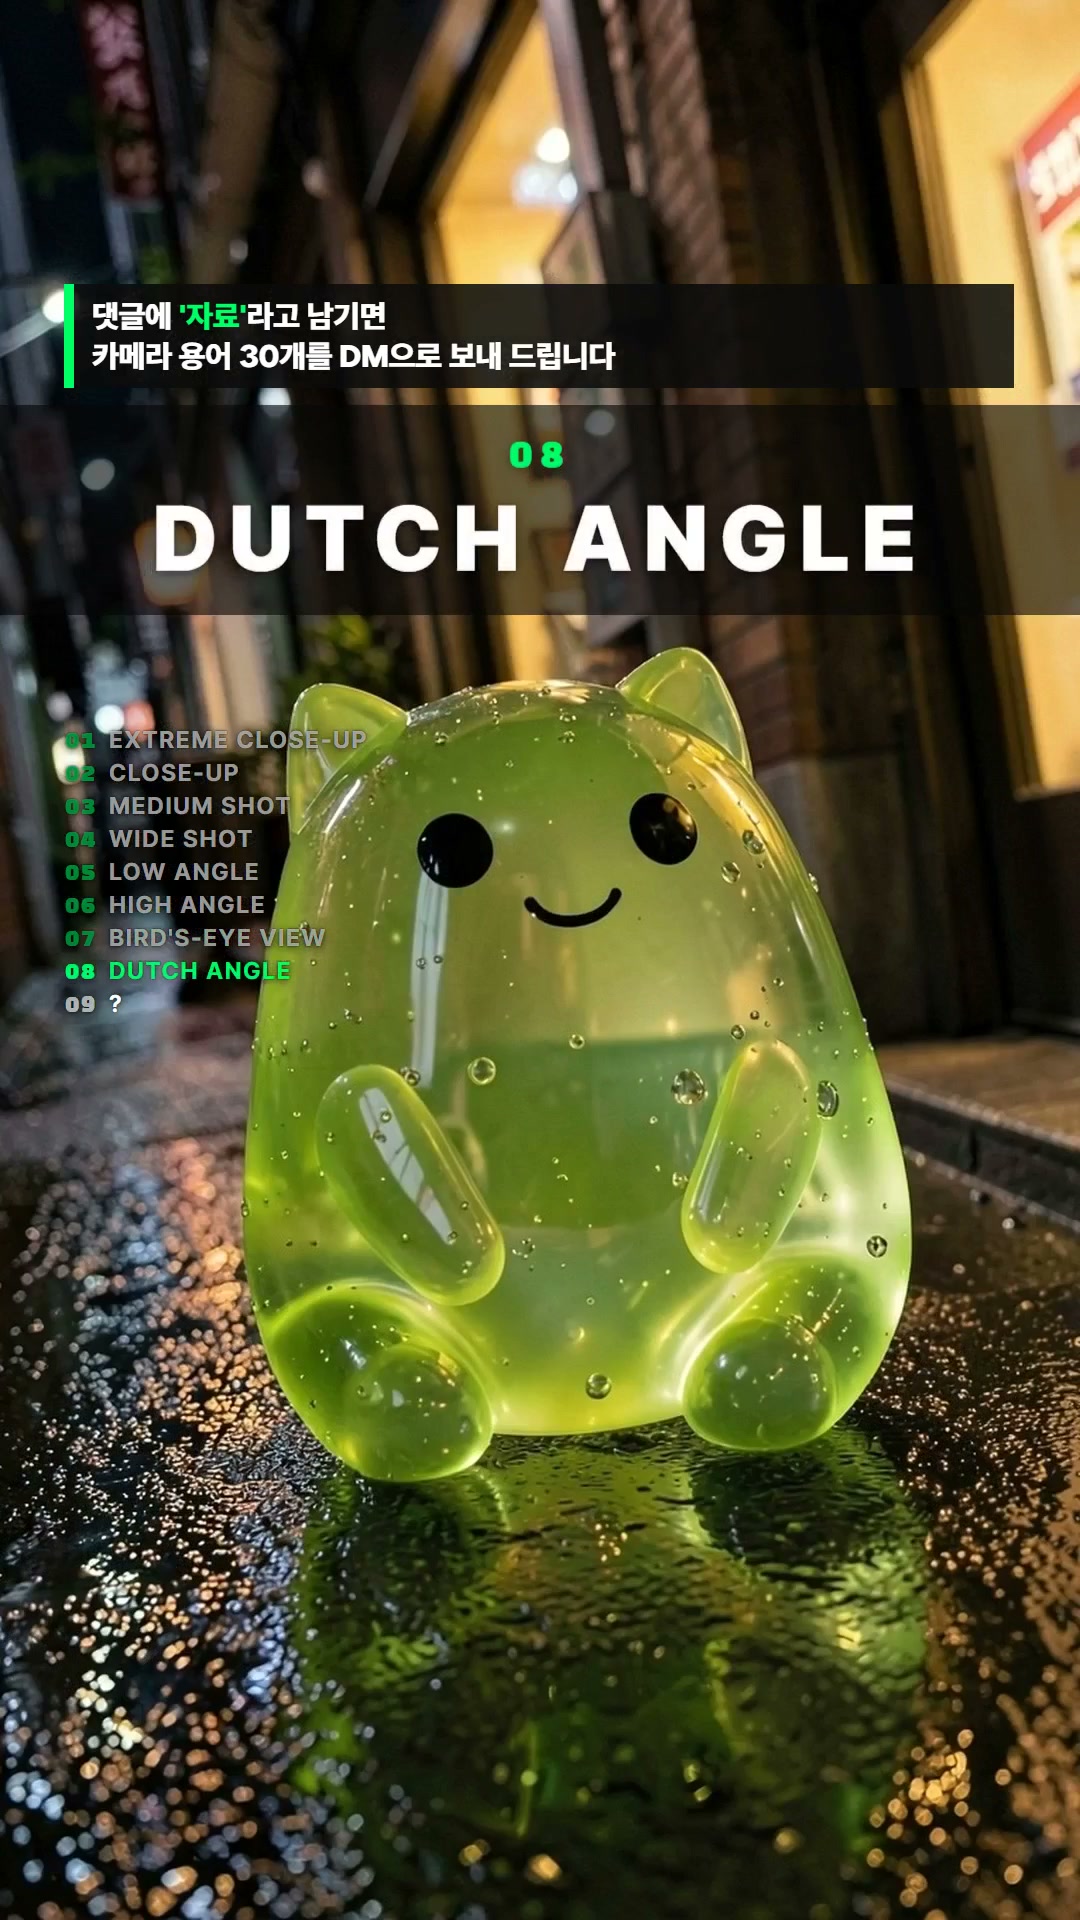 댓글에 '자료'라고 남기면
카메라 용어 30개를 DM으로 보내 드립니다
08
DUTCH ANGLE
01 EXTREME CLOSE-UP
02 CLOSE-UP
03 MEDIUM SHOT
04 WIDE SHOT
05 LOW ANGLE
06 HIGH ANGLE
07 BIRD'S-EYE VIEW
08 DUTCH ANGLE
09 ?